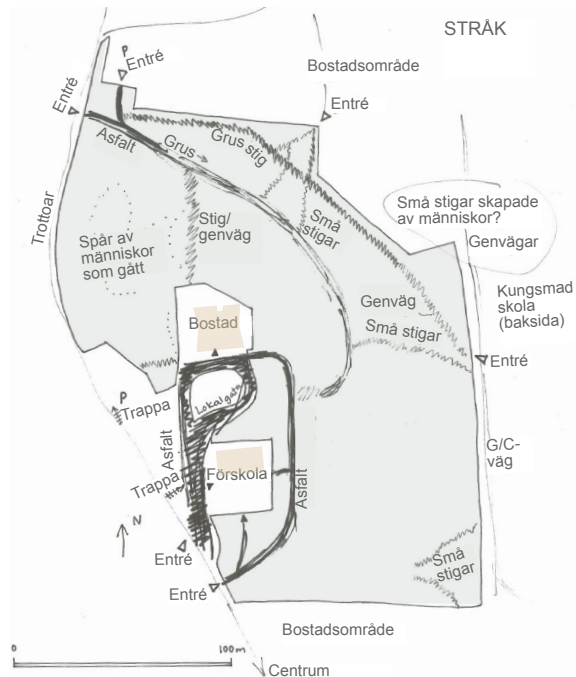 STRÅK
P
Entré
Bostadsområde
Entré
Entré
Asfalt
Grus
Grus stig
Trottoar
Små stigar skapade
av människor?
Genvägar
Små
stigar
Stig/
genväg
Spår av
människor
som gått
Kungsmad
skola
(baksida)
Genväg
Bostad
Små stigar
Entré
P
Trappa
Lokalgata
Asfalt
G/C-
väg
Förskola
Asfalt
Trappa
N
Entré
Små
stigar
Entré
Bostadsområde
0
100m
Centrum